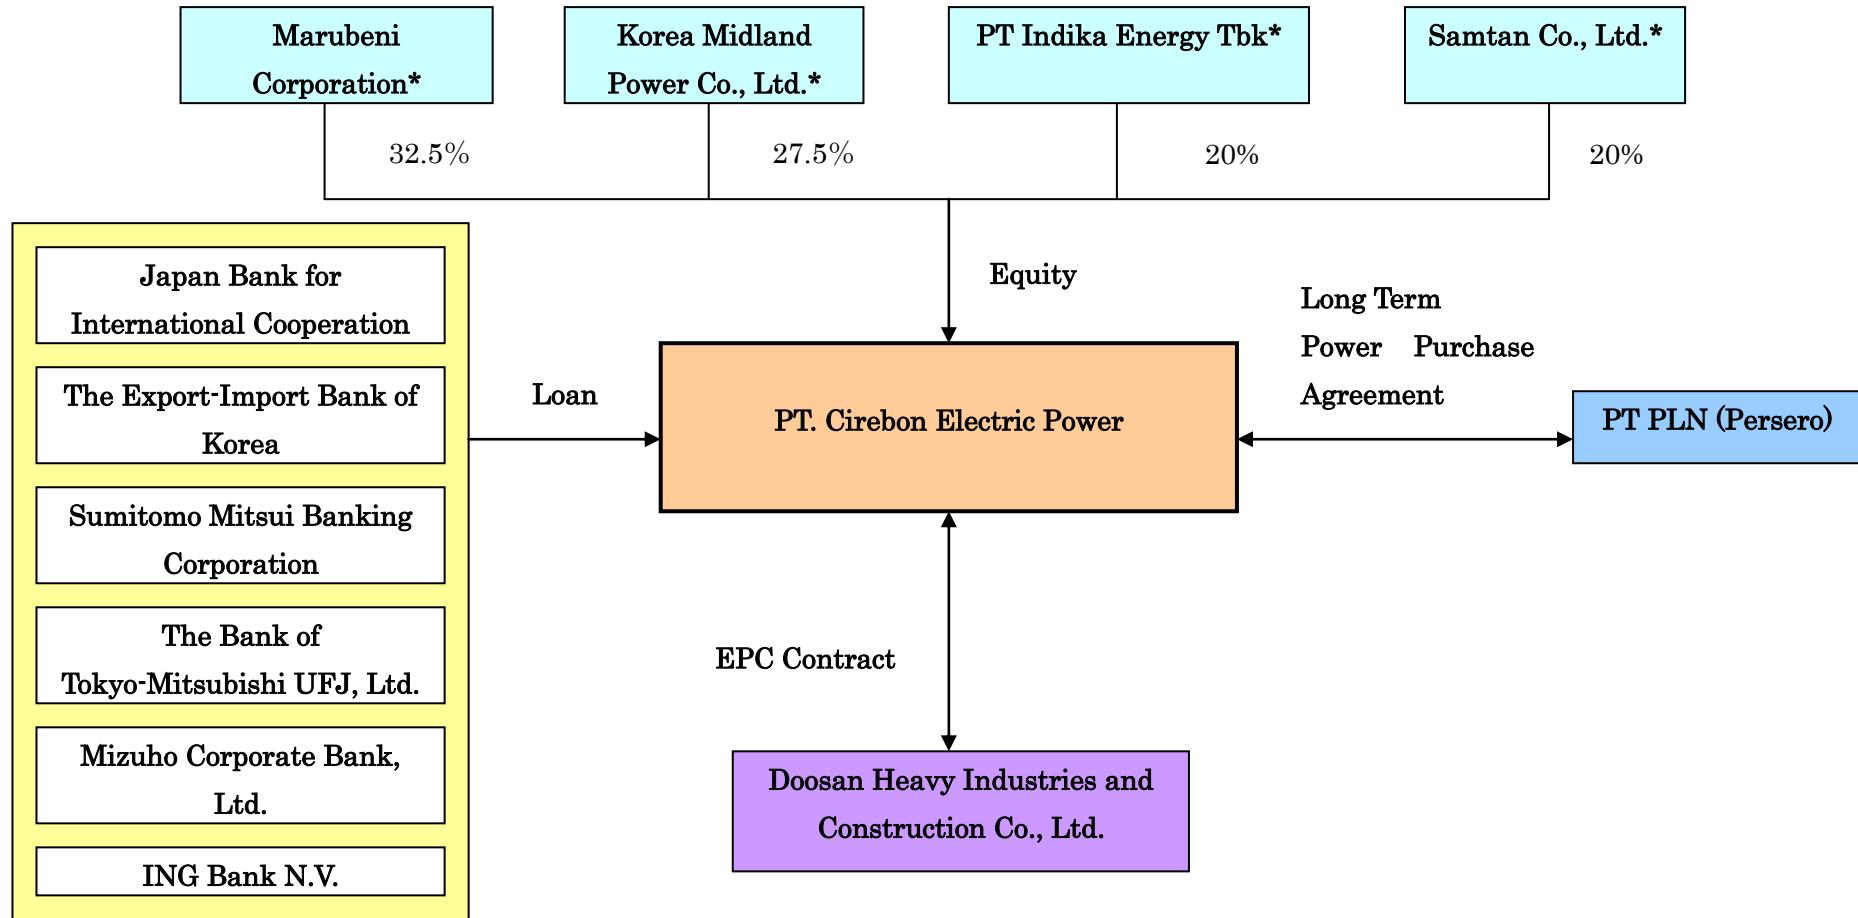 Marubeni
Corporation*
Korea Midland
Power Co., Ltd.*
PT Indika Energy Tbk*
Samtan Co., Ltd.*
32.5%
27.5%
20%
20%
Equity
Japan Bank for
International Cooperation
The Export-Import Bank of
Korea
Sumitomo Mitsui Banking
Corporation
The Bank of
Tokyo-Mitsubishi UFJ, Ltd.
Mizuho Corporate Bank,
Ltd.
ING Bank N.V.
Loan
PT. Cirebon Electric Power
Long Term
Power Purchase
Agreement
PT PLN (Persero)
EPC Contract
Doosan Heavy Industries and
Construction Co., Ltd.